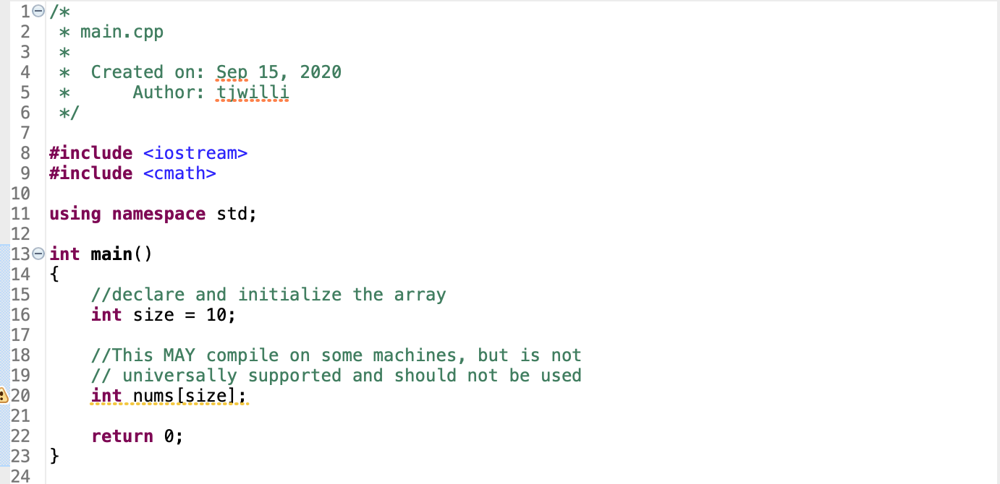 1 /*
2  * main.cpp
3  *
4  *  Created on: Sep 15, 2020
5  *      Author: tjwilli
6  */
7
8 #include <iostream>
9 #include <cmath>
10
11 using namespace std;
12
13 int main()
14 {
15     //declare and initialize the array
16     int size = 10;
17
18     //This MAY compile on some machines, but is not
19     // universally supported and should not be used
20     int nums[size];
21
22     return 0;
23 }
24